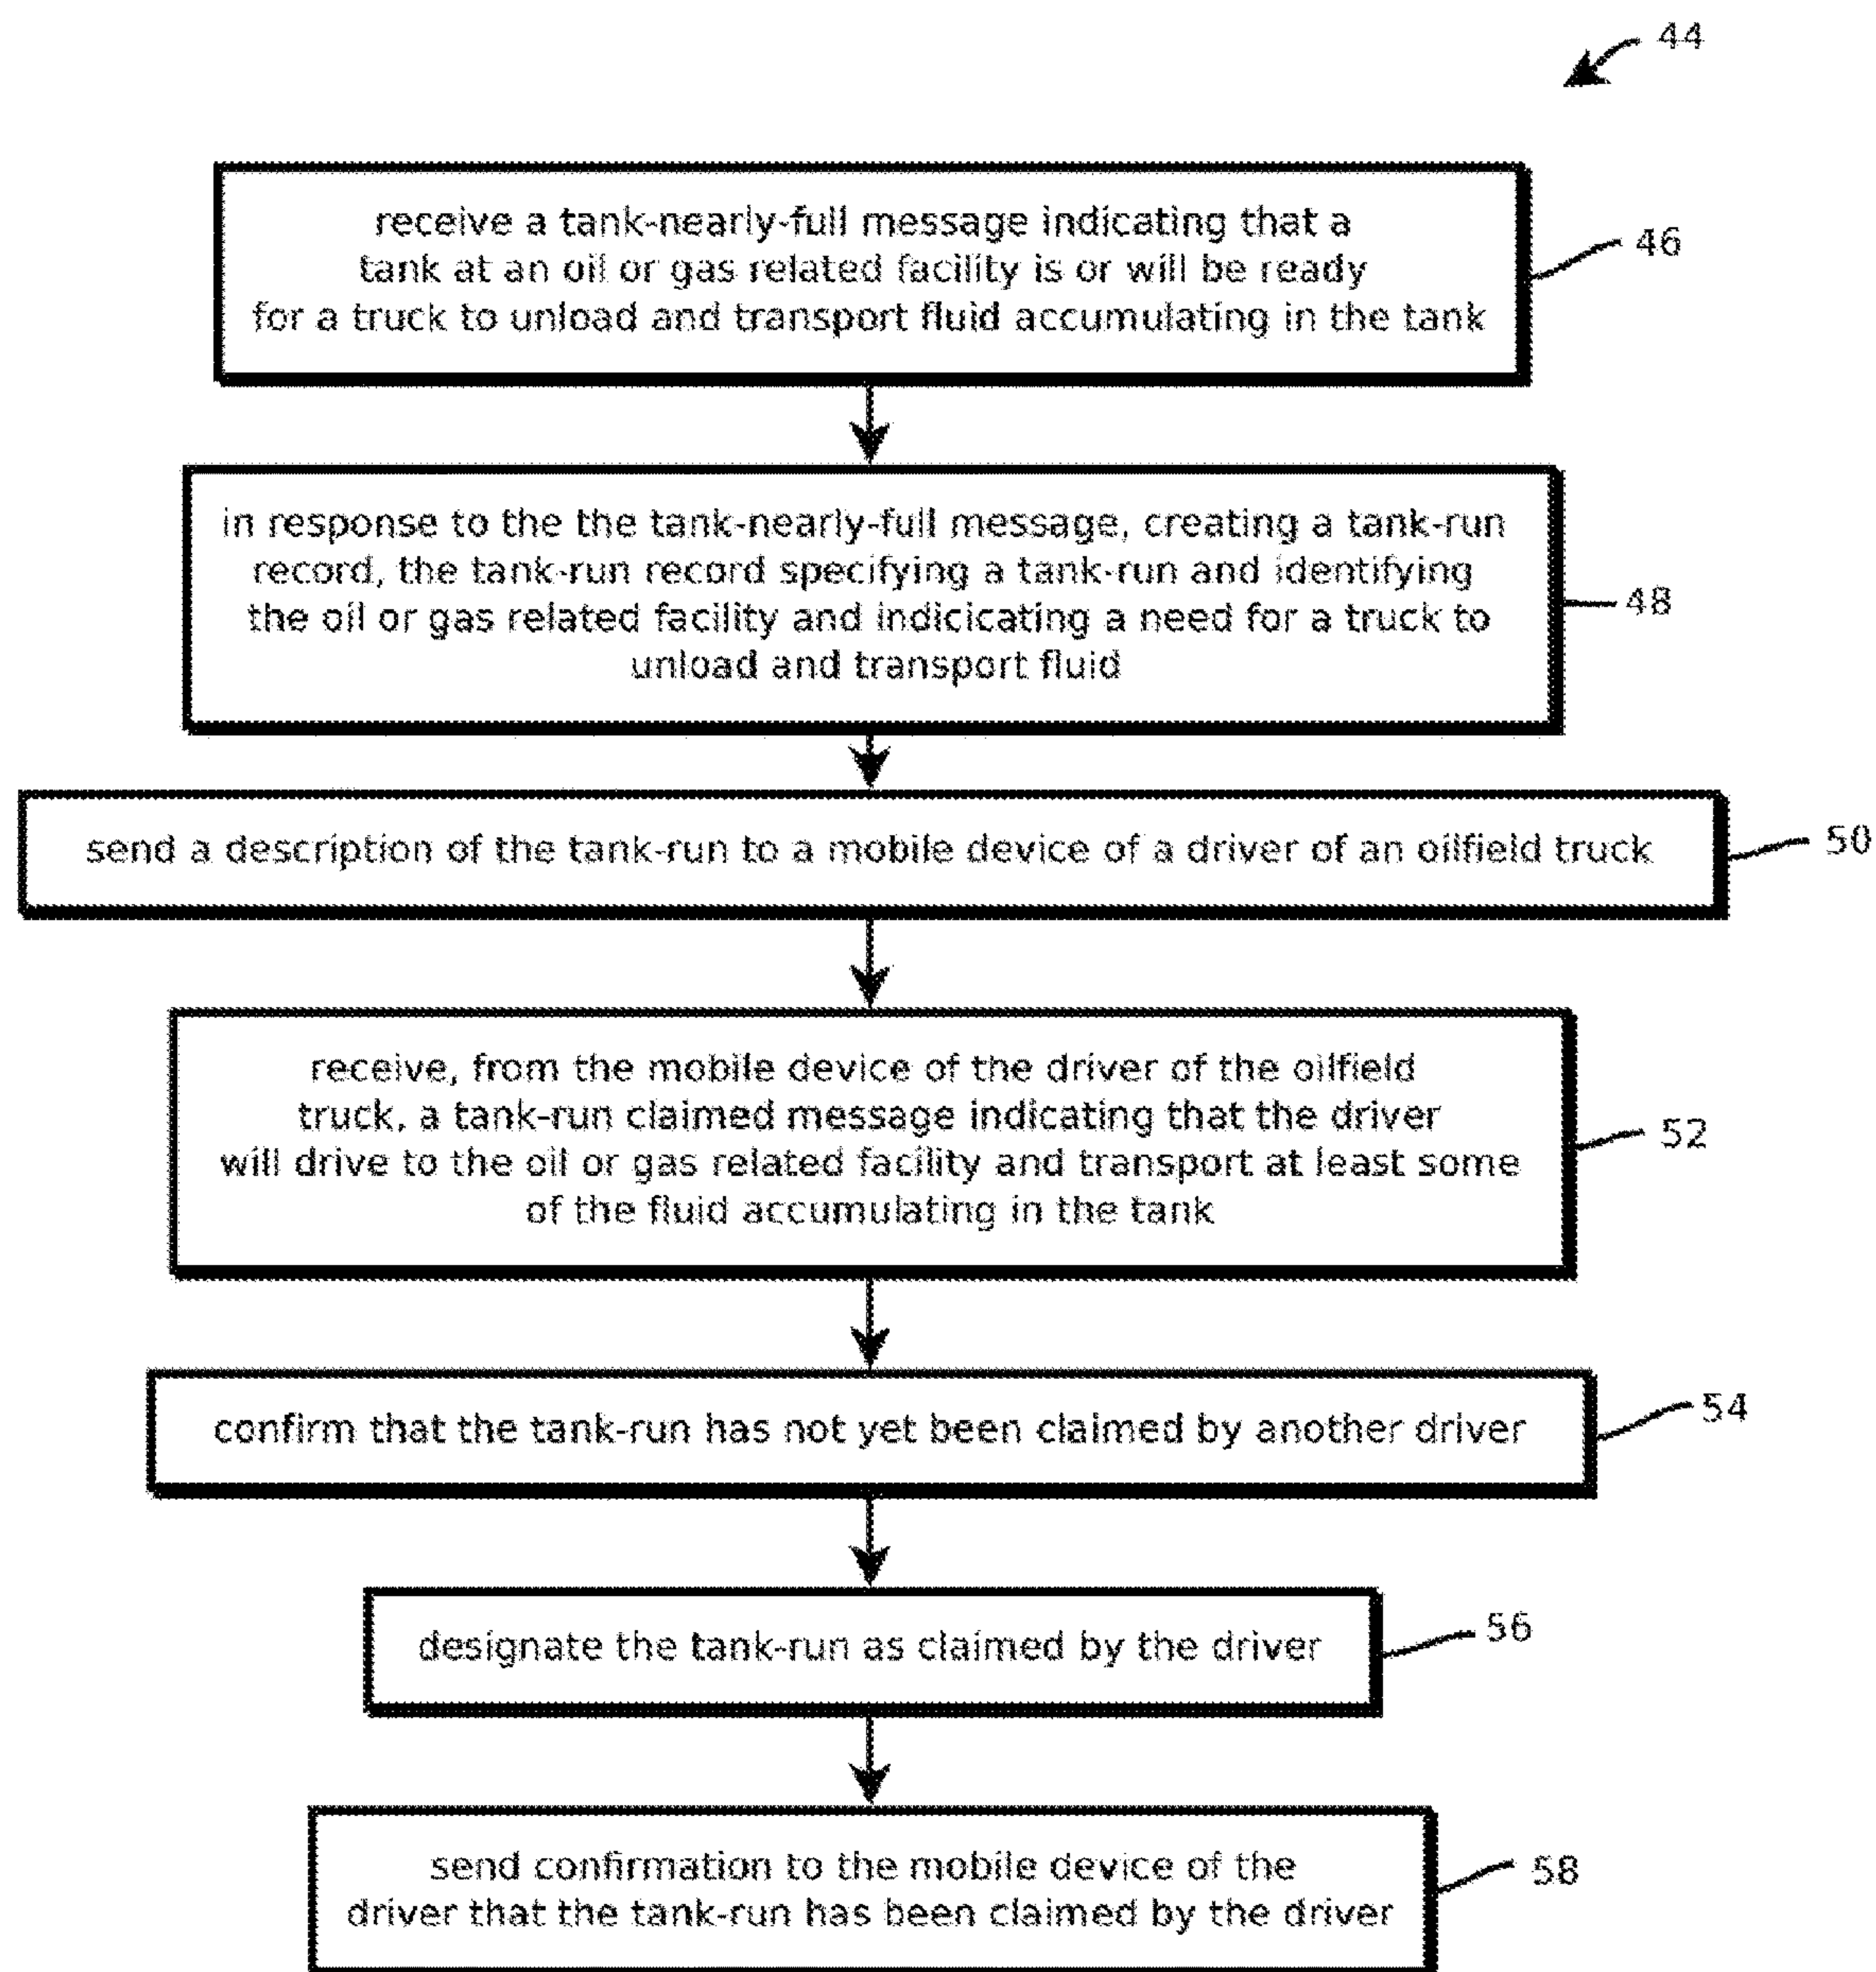 44
receive a tank-nearly-full message indicating that a
tank at an oil or gas related facility is or will be ready
for a truck to unload and transport fluid accumulating in the tank
46
in response to the the tank-nearly-full message, creating a tank-run
record, the tank-run record specifying a tank-run and identifying
the oil or gas related facility and indicicating a need for a truck to
unload and transport fluid
48
send a description of the tank-run to a mobile device of a driver of an oilfield truck
50
receive, from the mobile device of the driver of the oilfield
truck, a tank-run claimed message indicating that the driver
will drive to the oil or gas related facility and transport at least some
of the fluid accumulating in the tank
52
confirm that the tank-run has not yet been claimed by another driver
54
designate the tank-run as claimed by the driver
56
send confirmation to the mobile device of the
driver that the tank-run has been claimed by the driver
58